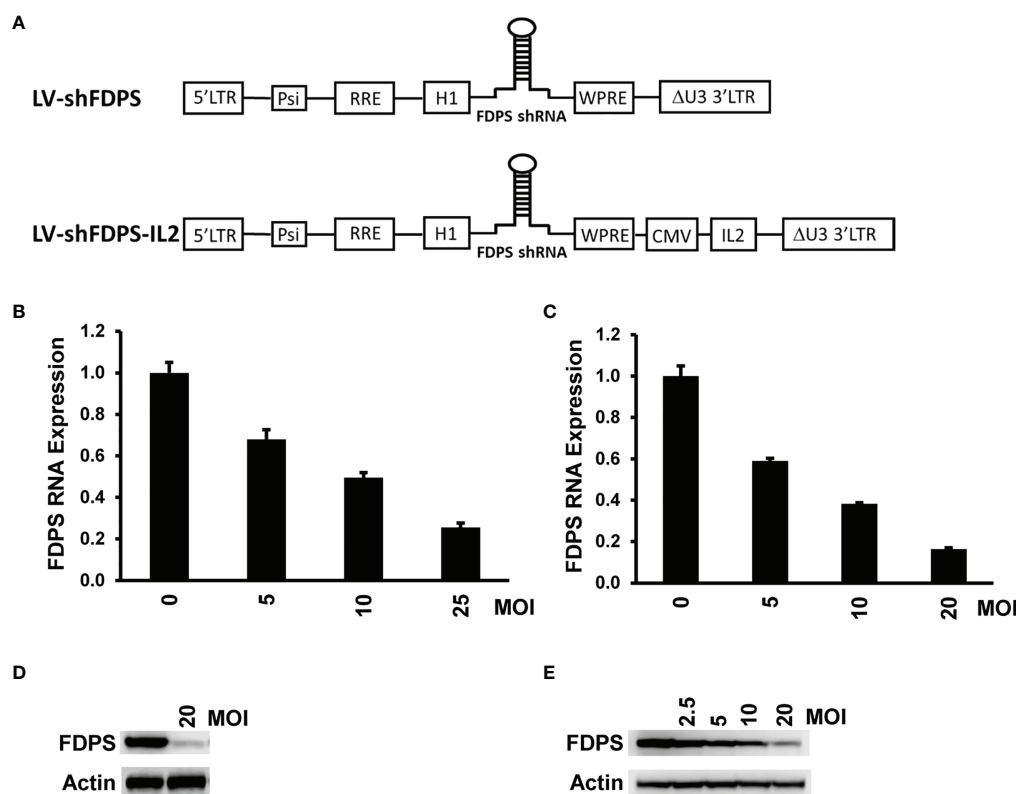 A
LV-shFDPS
5'LTR
Psi
RRE
H1
FDPS shRNA
WPRE
ΔU3 3'LTR
LV-shFDPS-IL2
5'LTR
Psi
RRE
H1
FDPS shRNA
WPRE
CMV
IL2
ΔU3 3'LTR
B
FDPS RNA Expression
1.2
1.0
0.8
0.6
0.4
0.2
0.0
0 5 10 25 MOI
C
FDPS RNA Expression
1.2
1.0
0.8
0.6
0.4
0.2
0.0
0 5 10 20 MOI
D
20 MOI
FDPS
Actin
E
2.5 5 10 20 MOI
FDPS
Actin